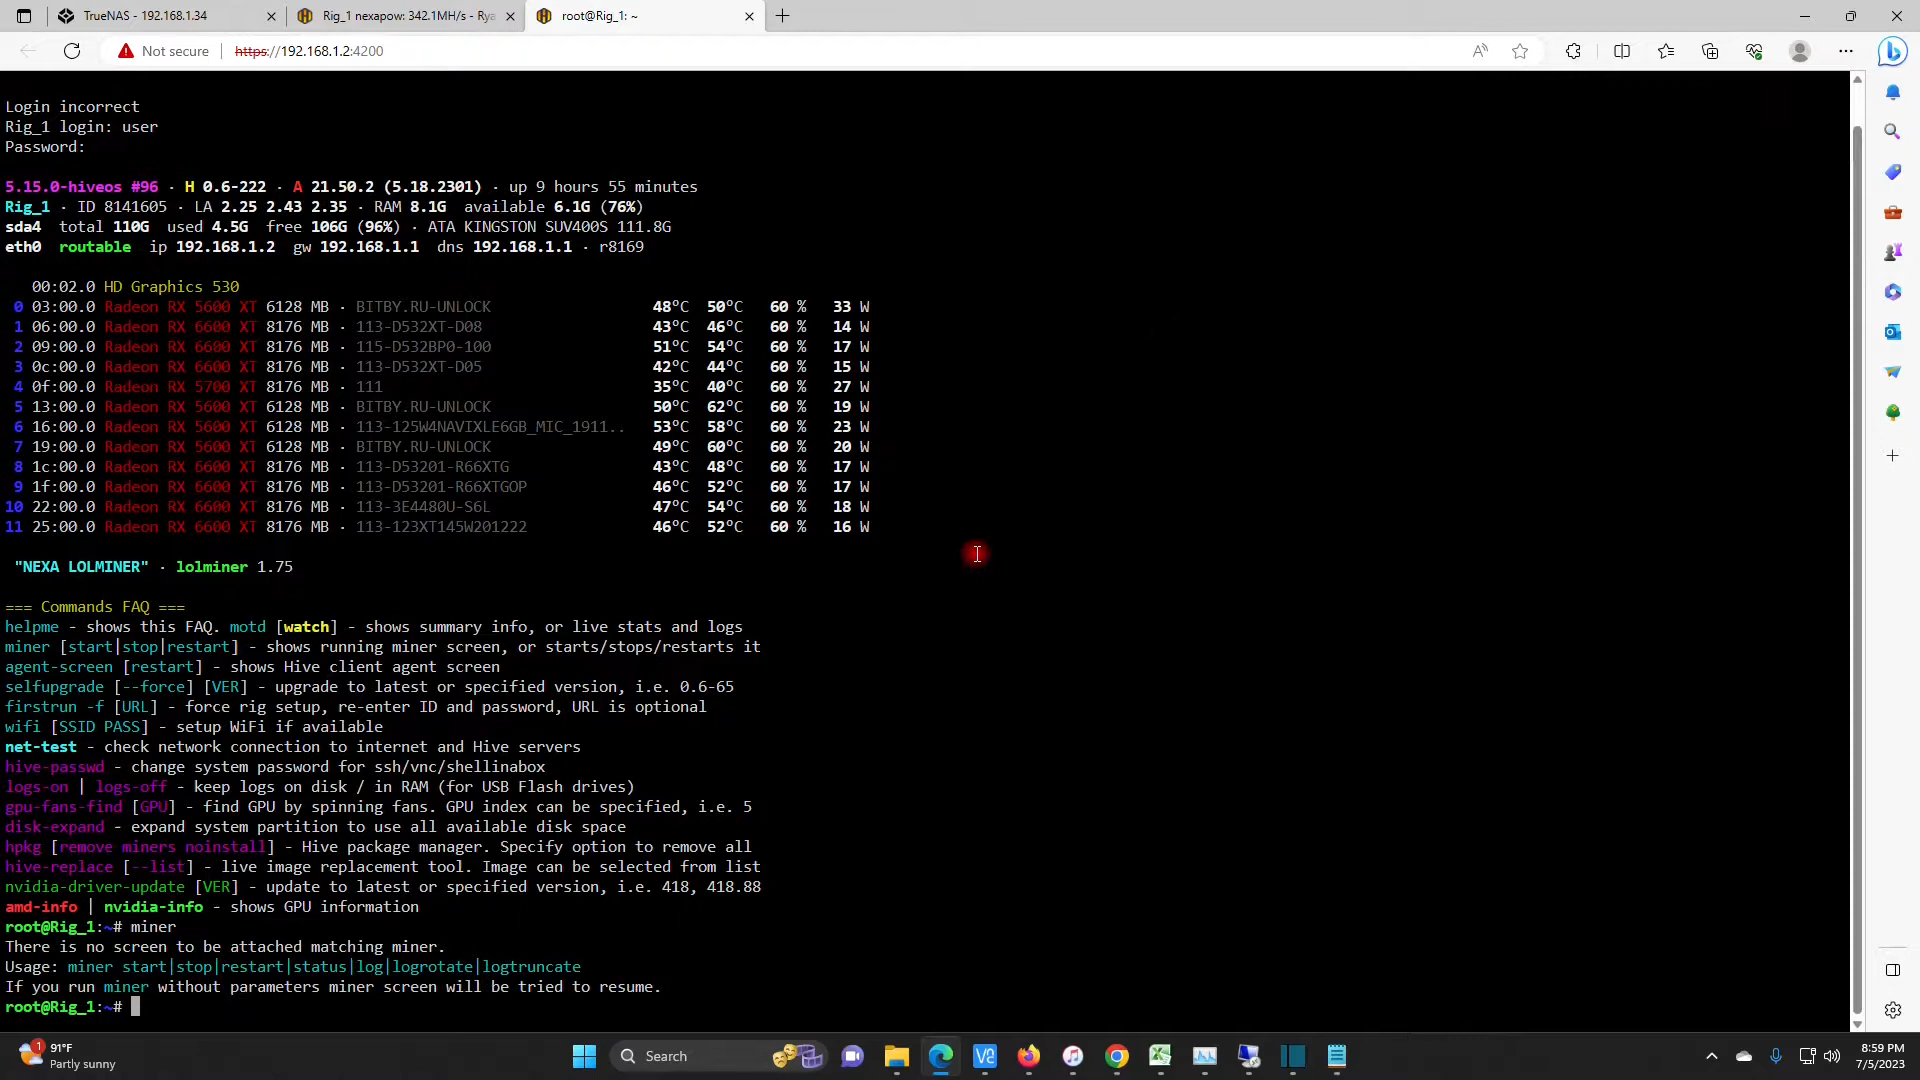 TrueNAS - 192.168.1.34
Rig_1 nexapow: 342.1MH/s - Rya
root@Rig_1: ~
Not secure
https://192.168.1.2:4200
Login incorrect
Rig_1 login: user
Password:
5.15.0-hiveos #96 · H 0.6-222 · A 21.50.2 (5.18.2301) · up 9 hours 55 minutes
Rig_1 · ID 8141605 · LA 2.25 2.43 2.35 · RAM 8.1G available 6.1G (76%)
sda4 total 110G used 4.5G free 106G (96%) · ATA KINGSTON SUV400S 111.8G
eth0 routable ip 192.168.1.2 gw 192.168.1.1 dns 192.168.1.1 · r8169
00:02.0 HD Graphics 530
0 03:00.0 Radeon RX 5600 XT 6128 MB · BITBY.RU-UNLOCK 48°C 50°C 60 % 33 W
1 06:00.0 Radeon RX 6600 XT 8176 MB · 113-D532XT-D08 43°C 46°C 60 % 14 W
2 09:00.0 Radeon RX 6600 XT 8176 MB · 115-D532BP0-100 51°C 54°C 60 % 17 W
3 0c:00.0 Radeon RX 6600 XT 8176 MB · 113-D532XT-D05 42°C 44°C 60 % 15 W
4 0f:00.0 Radeon RX 5700 XT 8176 MB · 111 35°C 40°C 60 % 27 W
5 13:00.0 Radeon RX 5600 XT 6128 MB · BITBY.RU-UNLOCK 50°C 62°C 60 % 19 W
6 16:00.0 Radeon RX 5600 XT 6128 MB · 113-125W4NAVIXLE6GB_MIC_1911.. 53°C 58°C 60 % 23 W
7 19:00.0 Radeon RX 5600 XT 6128 MB · BITBY.RU-UNLOCK 49°C 60°C 60 % 20 W
8 1c:00.0 Radeon RX 6600 XT 8176 MB · 113-D53201-R66XTG 43°C 48°C 60 % 17 W
9 1f:00.0 Radeon RX 6600 XT 8176 MB · 113-D53201-R66XTGOP 46°C 52°C 60 % 17 W
10 22:00.0 Radeon RX 6600 XT 8176 MB · 113-3E4480U-S6L 47°C 54°C 60 % 18 W
11 25:00.0 Radeon RX 6600 XT 8176 MB · 113-123XT145W201222 46°C 52°C 60 % 16 W
"NEXA LOLMINER" · lolminer 1.75
=== Commands FAQ ===
helpme - shows this FAQ. motd [watch] - shows summary info, or live stats and logs
miner [start|stop|restart] - shows running miner screen, or starts/stops/restarts it
agent-screen [restart] - shows Hive client agent screen
selfupgrade [--force] [VER] - upgrade to latest or specified version, i.e. 0.6-65
firstrun -f [URL] - force rig setup, re-enter ID and password, URL is optional
wifi [SSID PASS] - setup WiFi if available
net-test - check network connection to internet and Hive servers
hive-passwd - change system password for ssh/vnc/shellinabox
logs-on | logs-off - keep logs on disk / in RAM (for USB Flash drives)
gpu-fans-find [GPU] - find GPU by spinning fans. GPU index can be specified, i.e. 5
disk-expand - expand system partition to use all available disk space
hpkg [remove miners noinstall] - Hive package manager. Specify option to remove all
hive-replace [--list] - live image replacement tool. Image can be selected from list
nvidia-driver-update [VER] - update to latest or specified version, i.e. 418, 418.88
amd-info | nvidia-info - shows GPU information
root@Rig_1:~# miner
There is no screen to be attached matching miner.
Usage: miner start|stop|restart|status|log|logrotate|logtruncate
If you run miner without parameters miner screen will be tried to resume.
root@Rig_1:~#
1
91°F
Partly sunny
Search
8:59 PM
7/5/2023